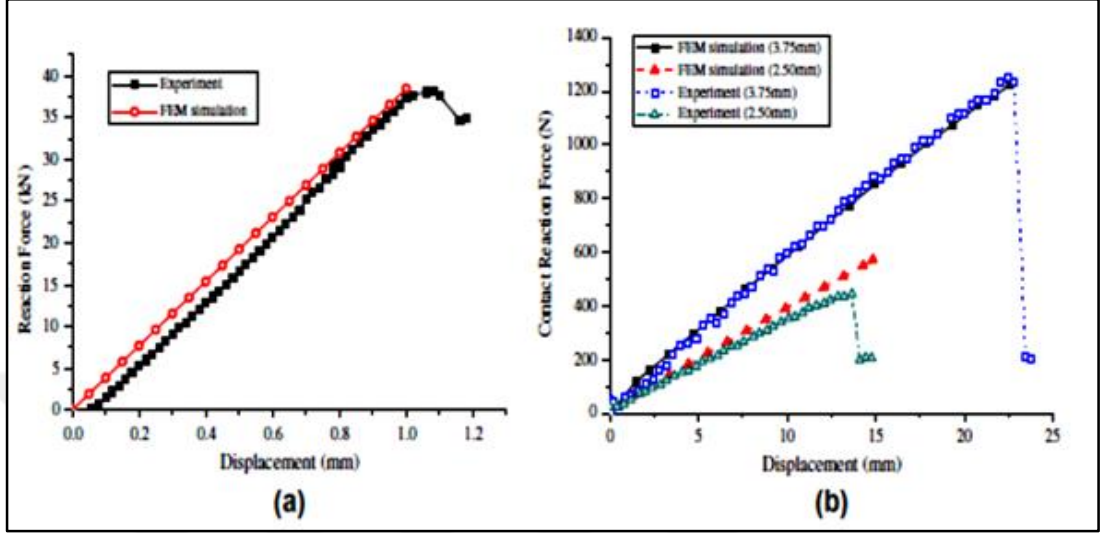 40
35
30
25
20
15
10
5
0
Reaction Force (kN)
Experiment
FEM simulation
0.0 0.2 0.4 0.6 0.8 1.0 1.2
Displacement (mm)
(a)
1400
1200
1000
800
600
400
200
0
Contact Reaction Force (N)
FEM simulation (3.75mm)
FEM simulation (2.50mm)
Experiment (3.75mm)
Experiment (2.50mm)
0 5 10 15 20 25
Displacement (mm)
(b)